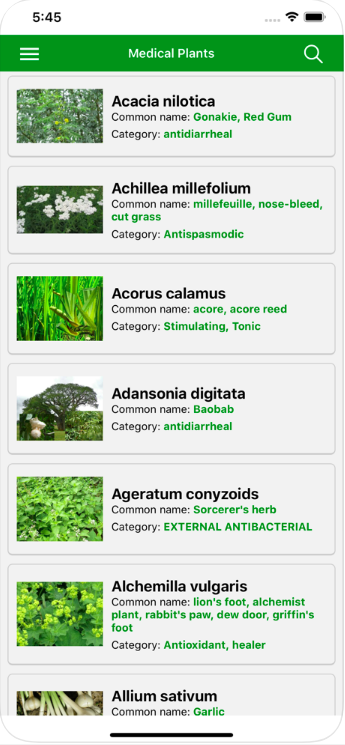 5:45
Medical Plants
Acacia nilotica
Common name: Gonakie, Red Gum
Category: antidiarrheal
Achillea millefolium
Common name: millefeuille, nose-bleed,
cut grass
Category: Antispasmodic
Acorus calamus
Common name: acore, acore reed
Category: Stimulating, Tonic
Adansonia digitata
Common name: Baobab
Category: antidiarrheal
Ageratum conyzoids
Common name: Sorcerer's herb
Category: EXTERNAL ANTIBACTERIAL
Alchemilla vulgaris
Common name: lion's foot, alchemist
plant, rabbit's paw, dew door, griffin's
foot
Category: Antioxidant, healer
Allium sativum
Common name: Garlic